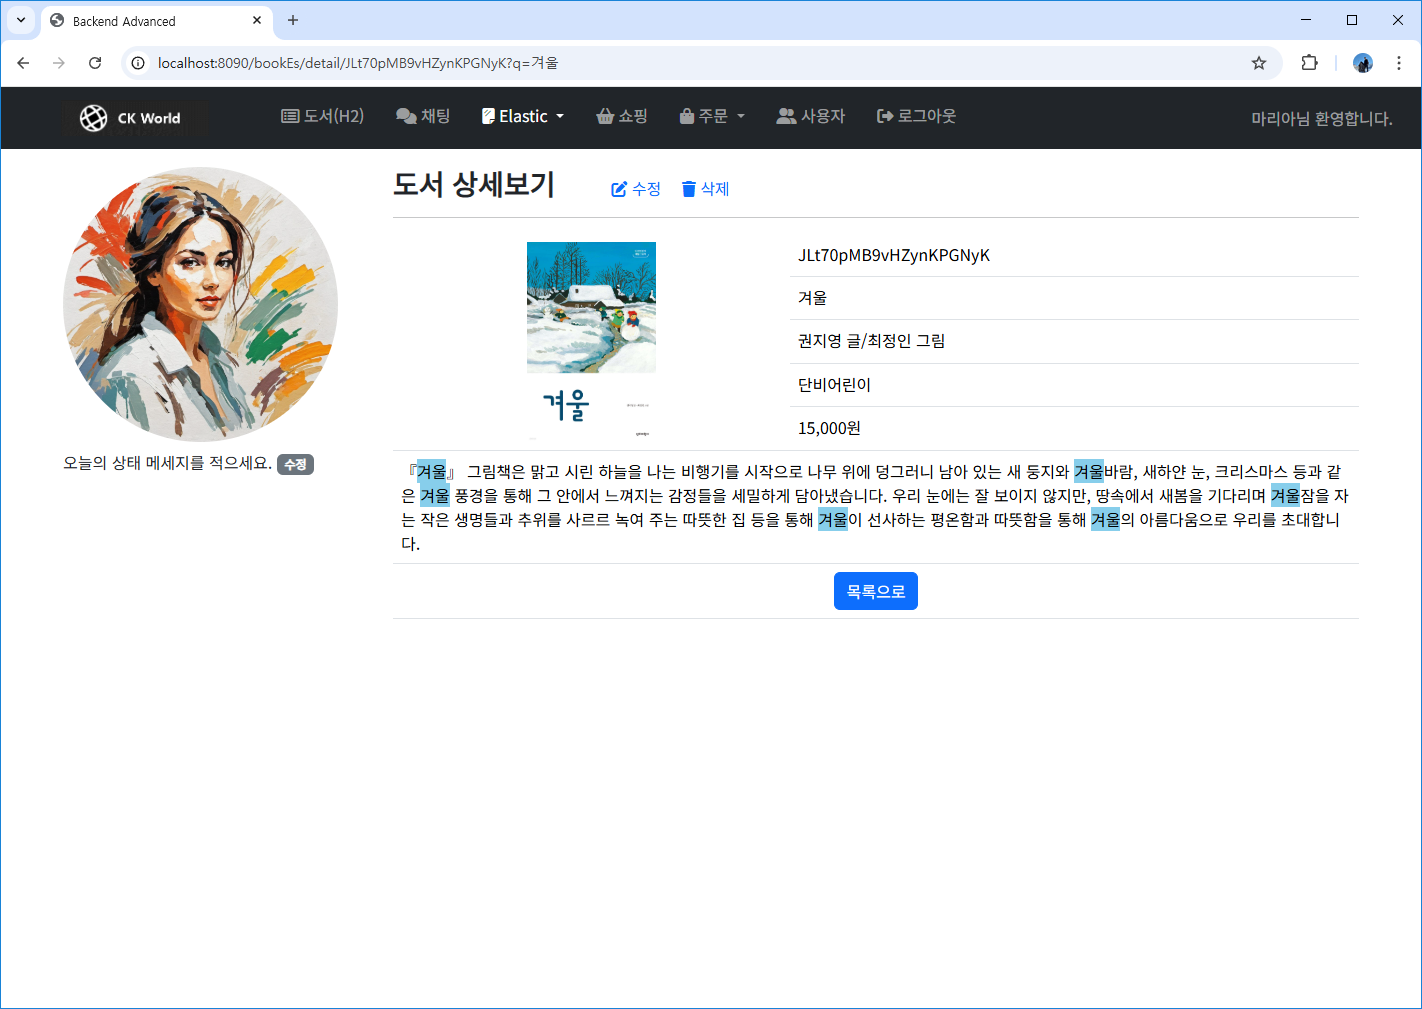 Backend Advanced
localhost:8090/bookEs/detail/JLt70pMB9vHZynKPGNyK?q=겨울
CK World 도서(H2) 채팅 Elastic 쇼핑 주문 사용자 로그아웃 마리아님 환영합니다.
도서 상세보기 수정 삭제
JLt70pMB9vHZynKPGNyK
겨울
권지영 글/최정인 그림
단비어린이
15,000원
겨울
오늘의 상태 메세지를 적으세요. 수정
『겨울』 그림책은 맑고 시린 하늘을 나는 비행기를 시작으로 나무 위에 덩그러니 남아 있는 새 둥지와 겨울바람, 새하얀 눈, 크리스마스 등과 같
은 겨울 풍경을 통해 그 안에서 느껴지는 감정들을 세밀하게 담아냈습니다. 우리 눈에는 잘 보이지 않지만, 땅속에서 새봄을 기다리며 겨울잠을 자
는 작은 생명들과 추위를 사르르 녹여 주는 따뜻한 집 등을 통해 겨울이 선사하는 평온함과 따뜻함을 통해 겨울의 아름다움으로 우리를 초대합니
다.
목록으로